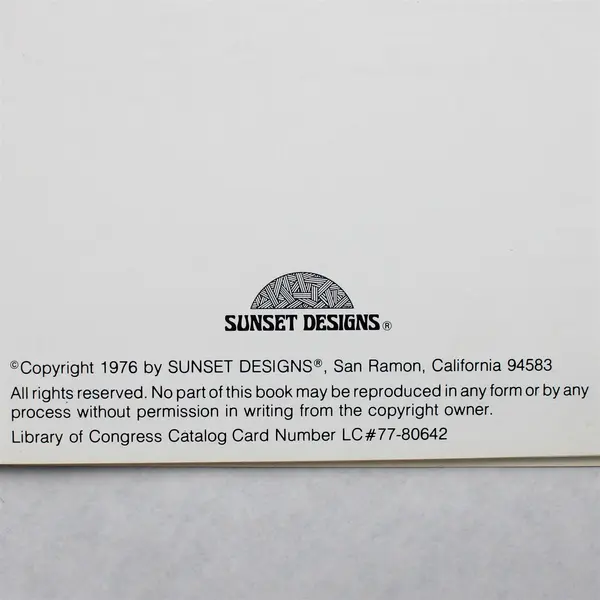 SUNSET DESIGNS®
©Copyright 1976 by SUNSET DESIGNS®, San Ramon, California 94583
All rights reserved. No part of this book may be reproduced in any form or by any
process without permission in writing from the copyright owner.
Library of Congress Catalog Card Number LC#77-80642